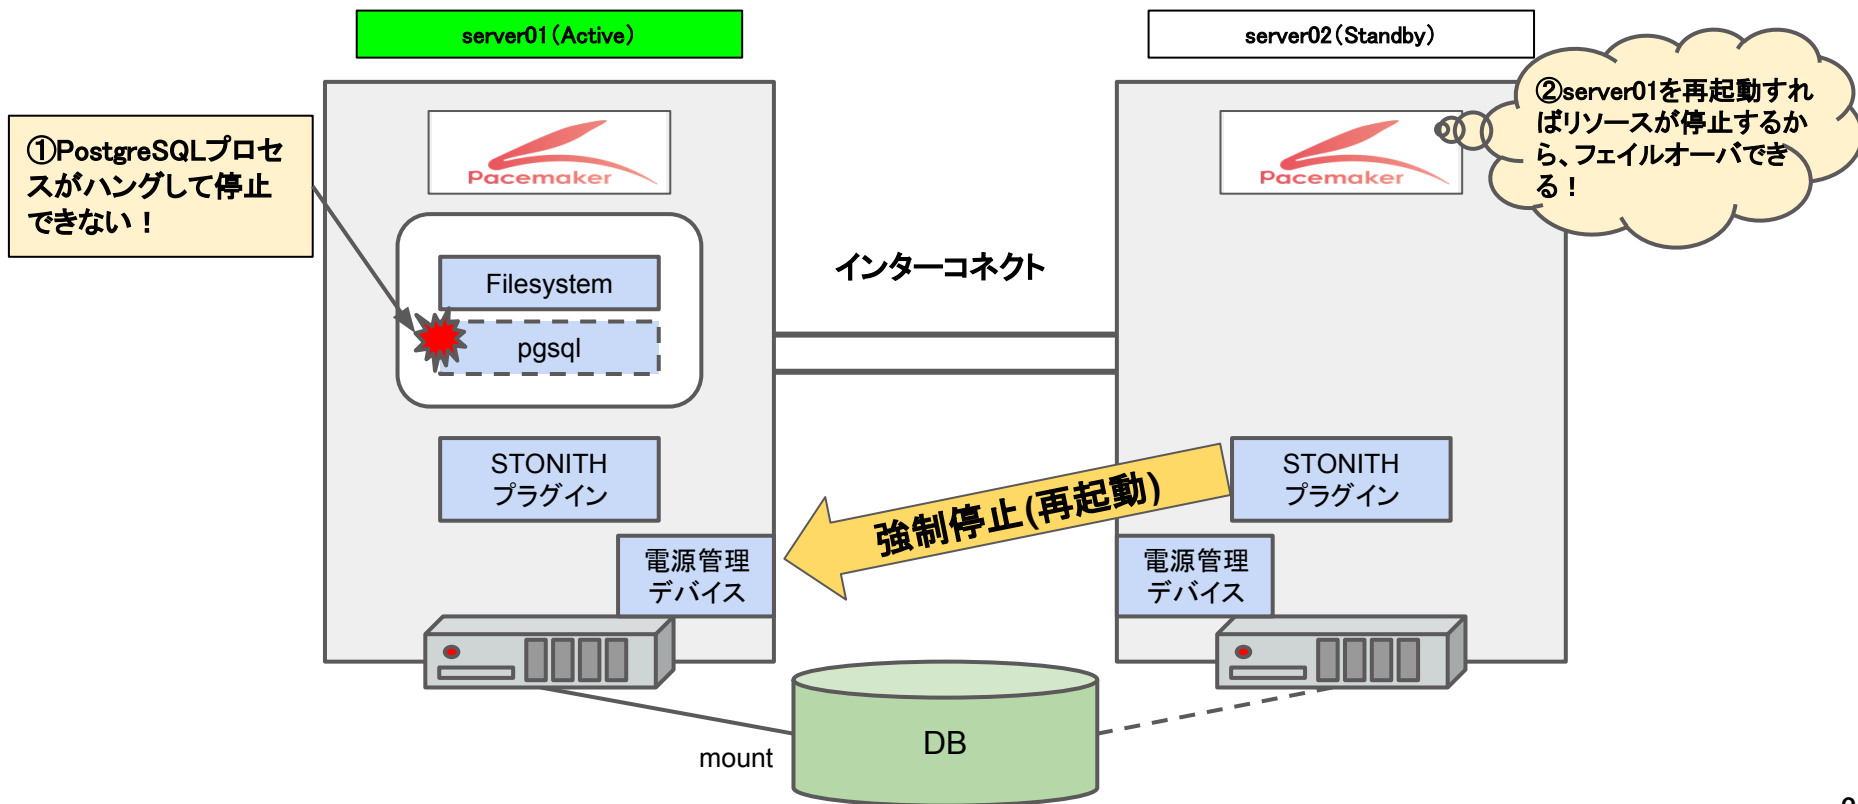 server01（Active）
server02（Standby）
①PostgreSQLプロセ
スがハングして停止
できない！
②server01を再起動すれ
ばリソースが停止するか
ら、フェイルオーバでき
る！
Pacemaker
Pacemaker
Filesystem
pgsql
インターコネクト
STONITH
プラグイン
STONITH
プラグイン
強制停止(再起動)
電源管理
デバイス
電源管理
デバイス
mount
DB